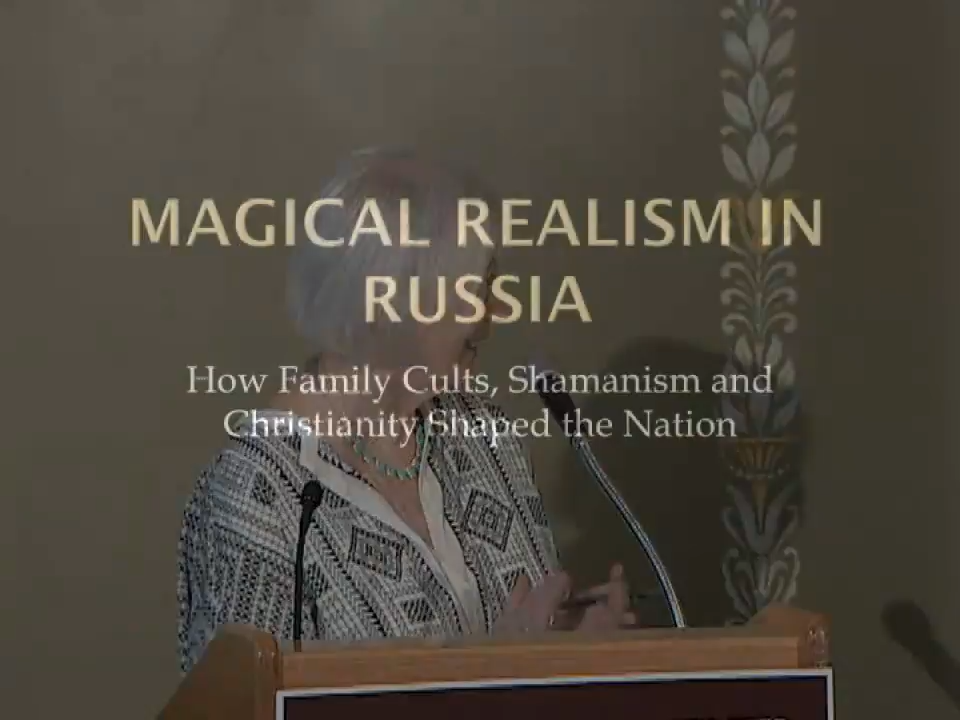 MAGICAL REALISM IN
RUSSIA
How Family Cults, Shamanism and
Christianity Shaped the Nation